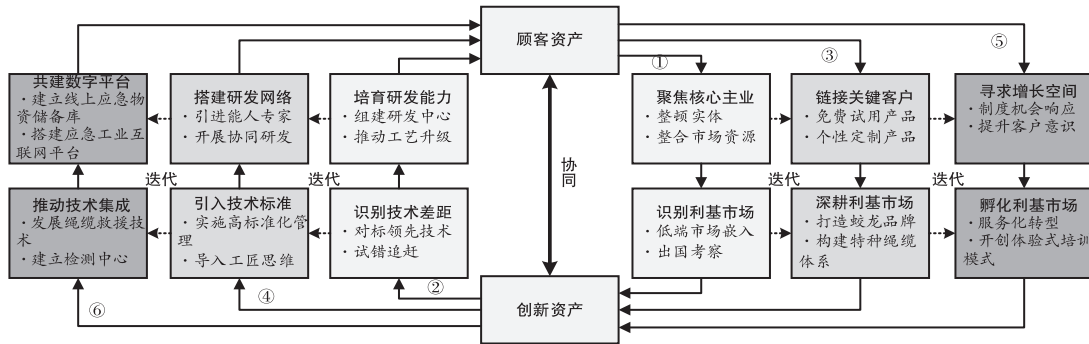 顾客资产
①
③
⑤
共建数字平台
·建立线上应急物
资储备库
·搭建应急工业互
联网平台
搭建研发网络
·引进能人专家
·开展协同研发
培育研发能力
·组建研发中心
·推动工艺升级
聚焦核心主业
·整顿实体
·整合市场资源
链接关键客户
·免费试用产品
·个性定制产品
寻求增长空间
·制度机会响应
·提升客户意识
协同
迭代
迭代
迭代
迭代
推动技术集成
·发展绳缆救援技
术
·建立检测中心
引入技术标准
·实施高标准化管
理
·导入工匠思维
识别技术差距
·对标领先技术
·试错追赶
识别利基市场
·低端市场嵌入
·出国考察
深耕利基市场
·打造蛟龙品牌
·构建特种绳缆
体系
孵化利基市场
·服务化转型
·开创体验式培训
模式
②
④
⑥
创新资产